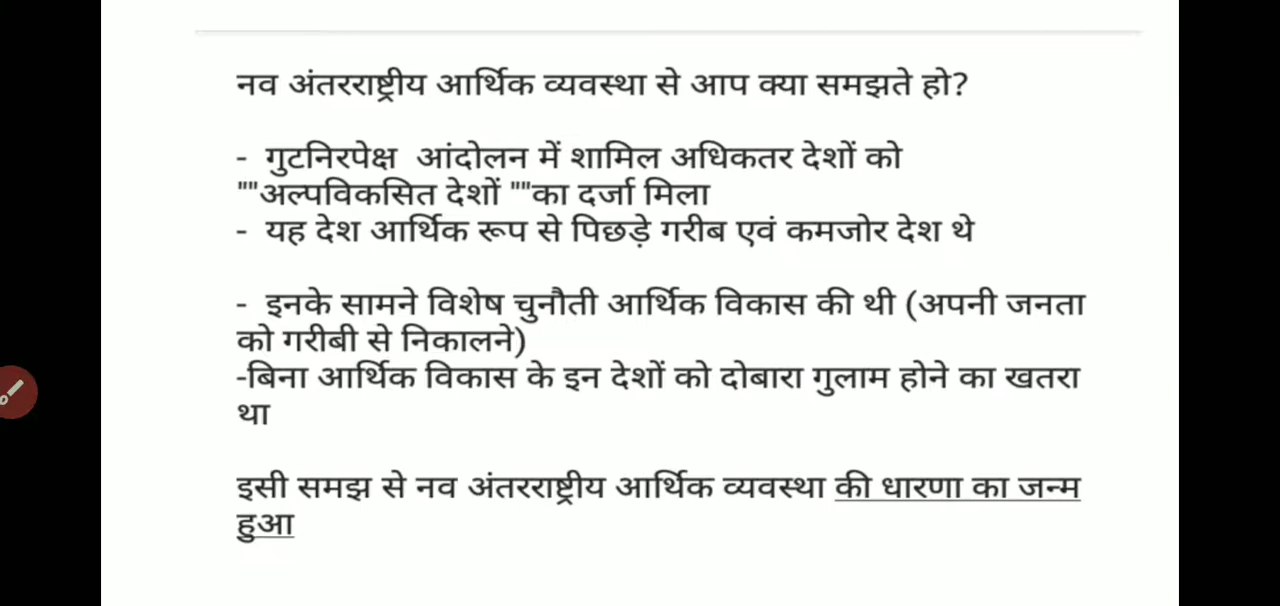 नव अंतरराष्ट्रीय आर्थिक व्यवस्था से आप क्या समझते हो?
- गुटनिरपेक्ष आंदोलन में शामिल अधिकतर देशों को
""अल्पविकसित देशों ""का दर्जा मिला
- यह देश आर्थिक रूप से पिछड़े गरीब एवं कमजोर देश थे
- इनके सामने विशेष चुनौती आर्थिक विकास की थी (अपनी जनता
को गरीबी से निकालने)
-बिना आर्थिक विकास के इन देशों को दोबारा गुलाम होने का खतरा
था
इसी समझ से नव अंतरराष्ट्रीय आर्थिक व्यवस्था की धारणा का जन्म
हुआ